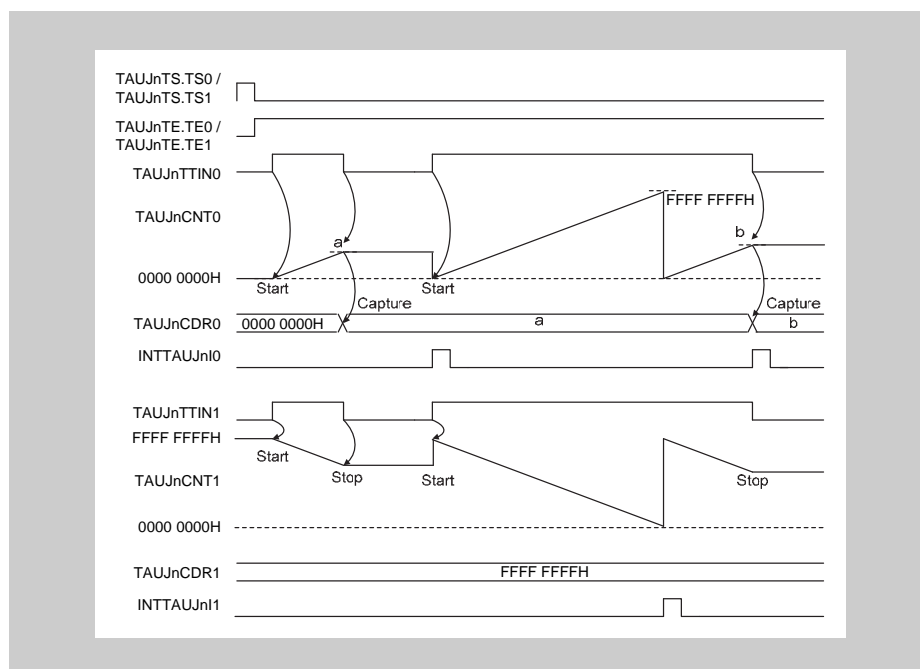 TAUJnTS.TS0 /
TAUJnTS.TS1
TAUJnTE.TE0 /
TAUJnTE.TE1
TAUJnTTIN0
TAUJnCNT0
FFFF FFFFH
a
b
0000 0000H
Start
Start
Capture
Capture
TAUJnCDR0
0000 0000H
a
b
INTTAUJnI0
TAUJnTTIN1
FFFF FFFFH
Start
TAUJnCNT1
Stop
Start
Stop
0000 0000H
TAUJnCDR1
FFFF FFFFH
INTTAUJnI1